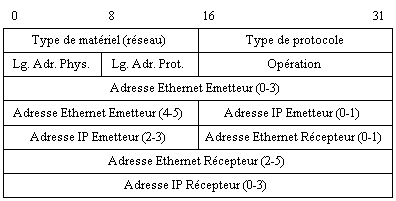 0 8 16 31
Type de matériel (réseau) Type de protocole
Lg. Adr. Phys. Lg. Adr. Prot. Opération
Adresse Ethernet Emetteur (0-3)
Adresse Ethernet Emetteur (4-5) Adresse IP Emetteur (0-1)
Adresse IP Emetteur (2-3) Adresse Ethernet Récepteur (0-1)
Adresse Ethernet Récepteur (2-5)
Adresse IP Récepteur (0-3)